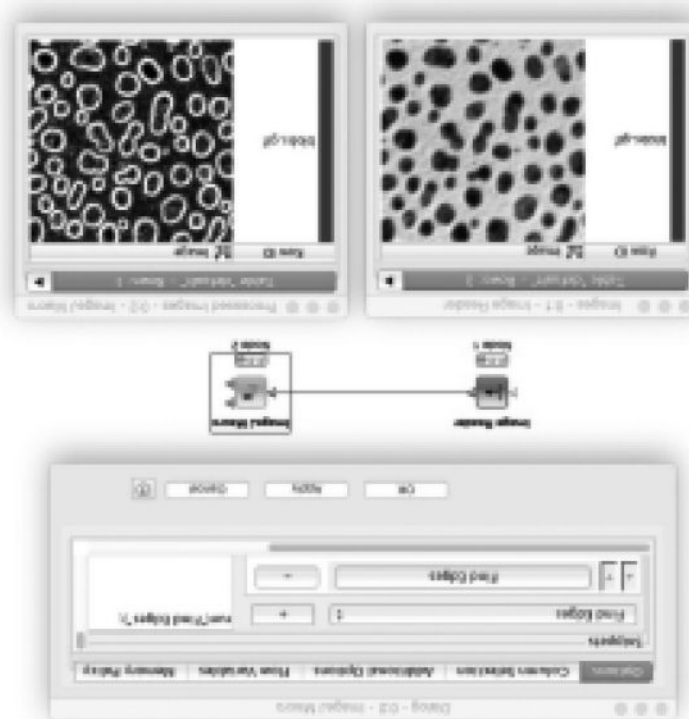 Dialog - 0:2 - ImageJ Macro
Options Column Selection Additional Options Flow Variables Memory Policy
Snippets
Find Edges + run("Find Edges");
Find Edges -
OK Apply Cancel
Image Reader ImageJ Macro
Node 1 Node 2
Images - 0:1 - Image Reader
Table "default" - Rows: 1
Row ID Image
blobs.gif
Processed Images - 0:2 - ImageJ Macro
Table "default" - Rows: 1
Row ID Image
blobs.gif